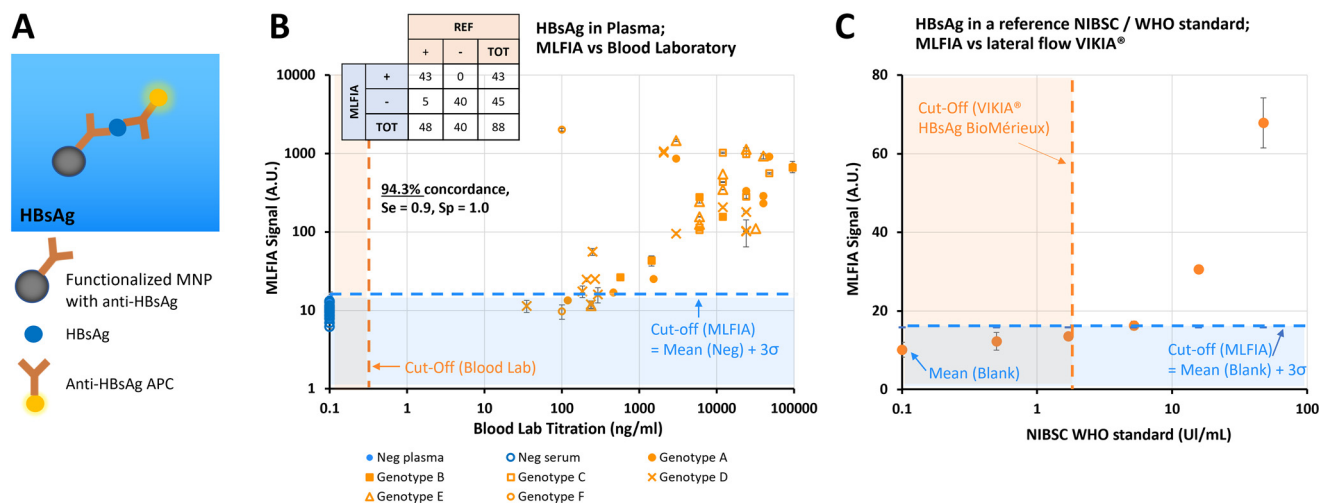 A
HBsAg
Functionalized MNP
with anti-HBsAg
HBsAg
Anti-HBsAg APC
B
HBsAg in Plasma;
MLFIA vs Blood Laboratory
REF
+ - TOT
MLFIA
+ 43 0 43
- 5 40 45
TOT 48 40 88
94.3% concordance,
Se = 0.9, Sp = 1.0
MLFIA Signal (A.U.)
10000
1000
100
10
1
Cut-off (MLFIA)
= Mean (Neg) + 3σ
Cut-Off (Blood Lab)
0.1 1 10 100 1000 10000 100000
Blood Lab Titration (ng/ml)
Neg plasma Neg serum Genotype A
Genotype B Genotype C Genotype D
Genotype E Genotype F
C
HBsAg in a reference NIBSC / WHO standard;
MLFIA vs lateral flow VIKIA®
MLFIA Signal (A.U.)
80
60
40
20
0
Cut-Off (VIKIA®
HBsAg BioMérieux)
Mean (Blank)
Cut-off (MLFIA)
= Mean (Blank) + 3σ
0.1 1 10 100
NIBSC WHO standard (UI/mL)